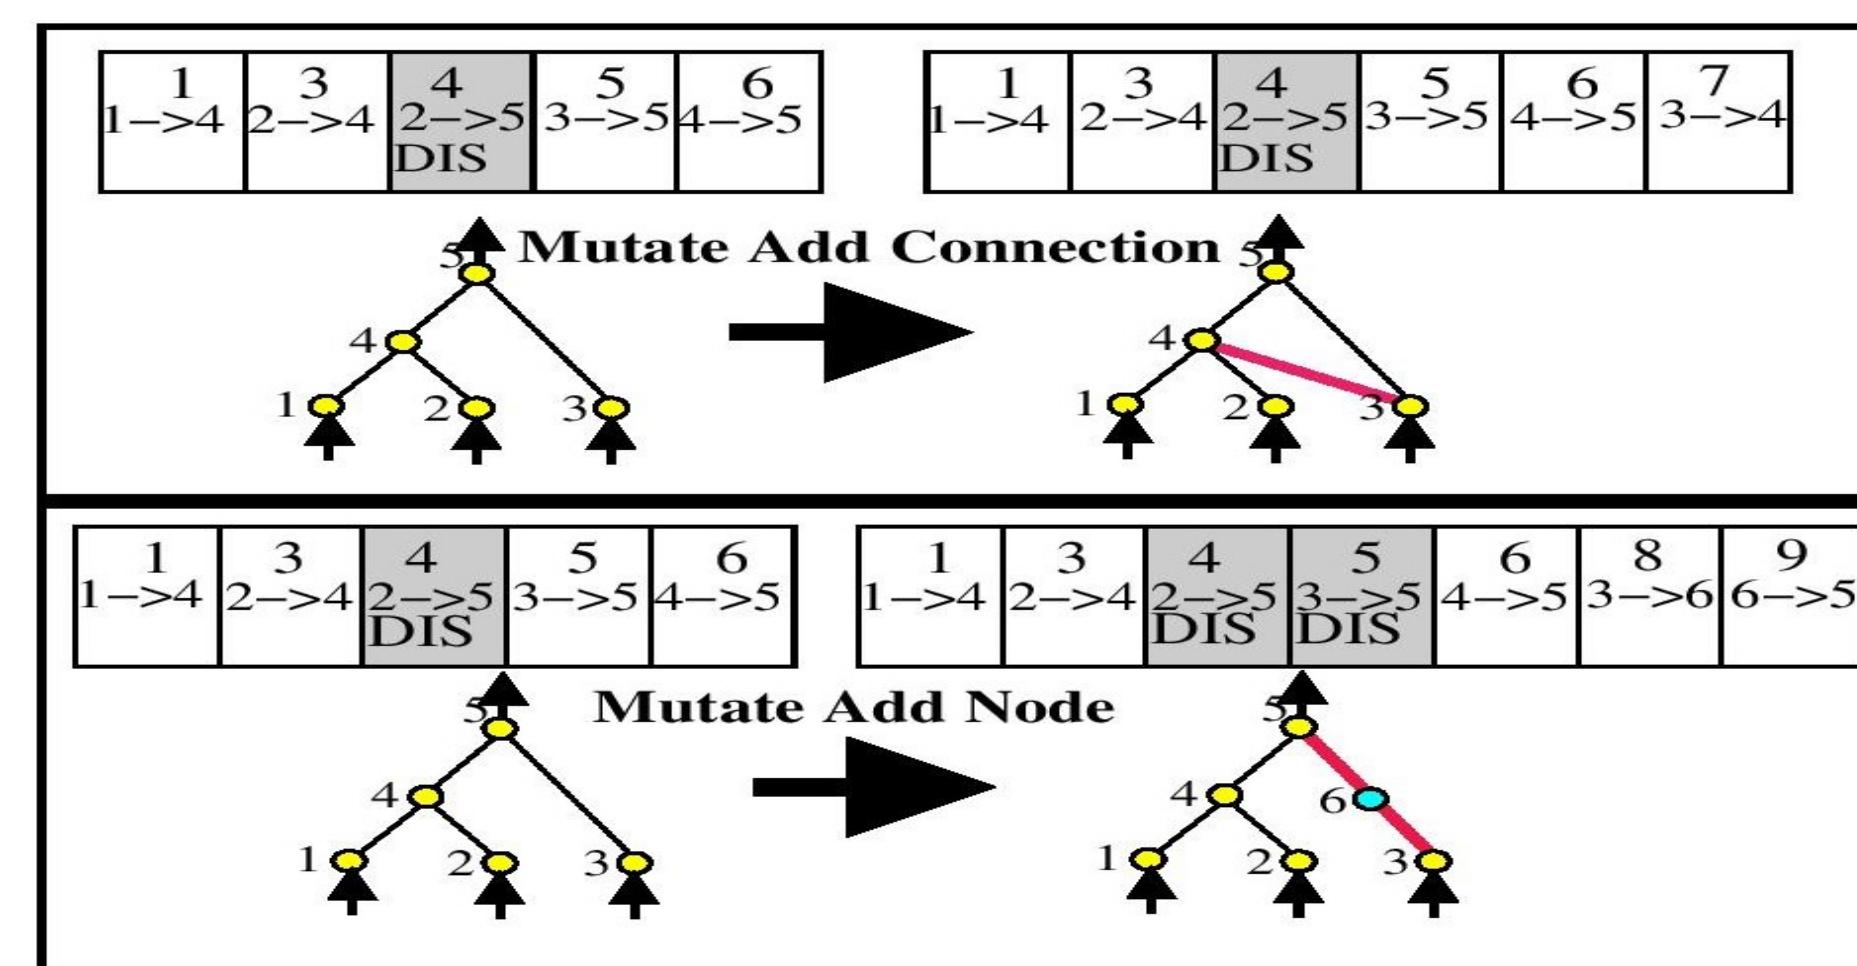 1 3 4 5 6
1->4 2->4 2->5 3->5 4->5
DIS
1 3 4 5 6 7
1->4 2->4 2->5 3->5 4->5 3->4
DIS
Mutate Add Connection
5
4
1 2 3
5
4
1 2 3
1 3 4 5 6
1->4 2->4 2->5 3->5 4->5
DIS
1 3 4 5 6 8 9
1->4 2->4 2->5 3->5 4->5 3->6 6->5
DIS DIS
Mutate Add Node
5
4
1 2 3
5
4 6
1 2 3